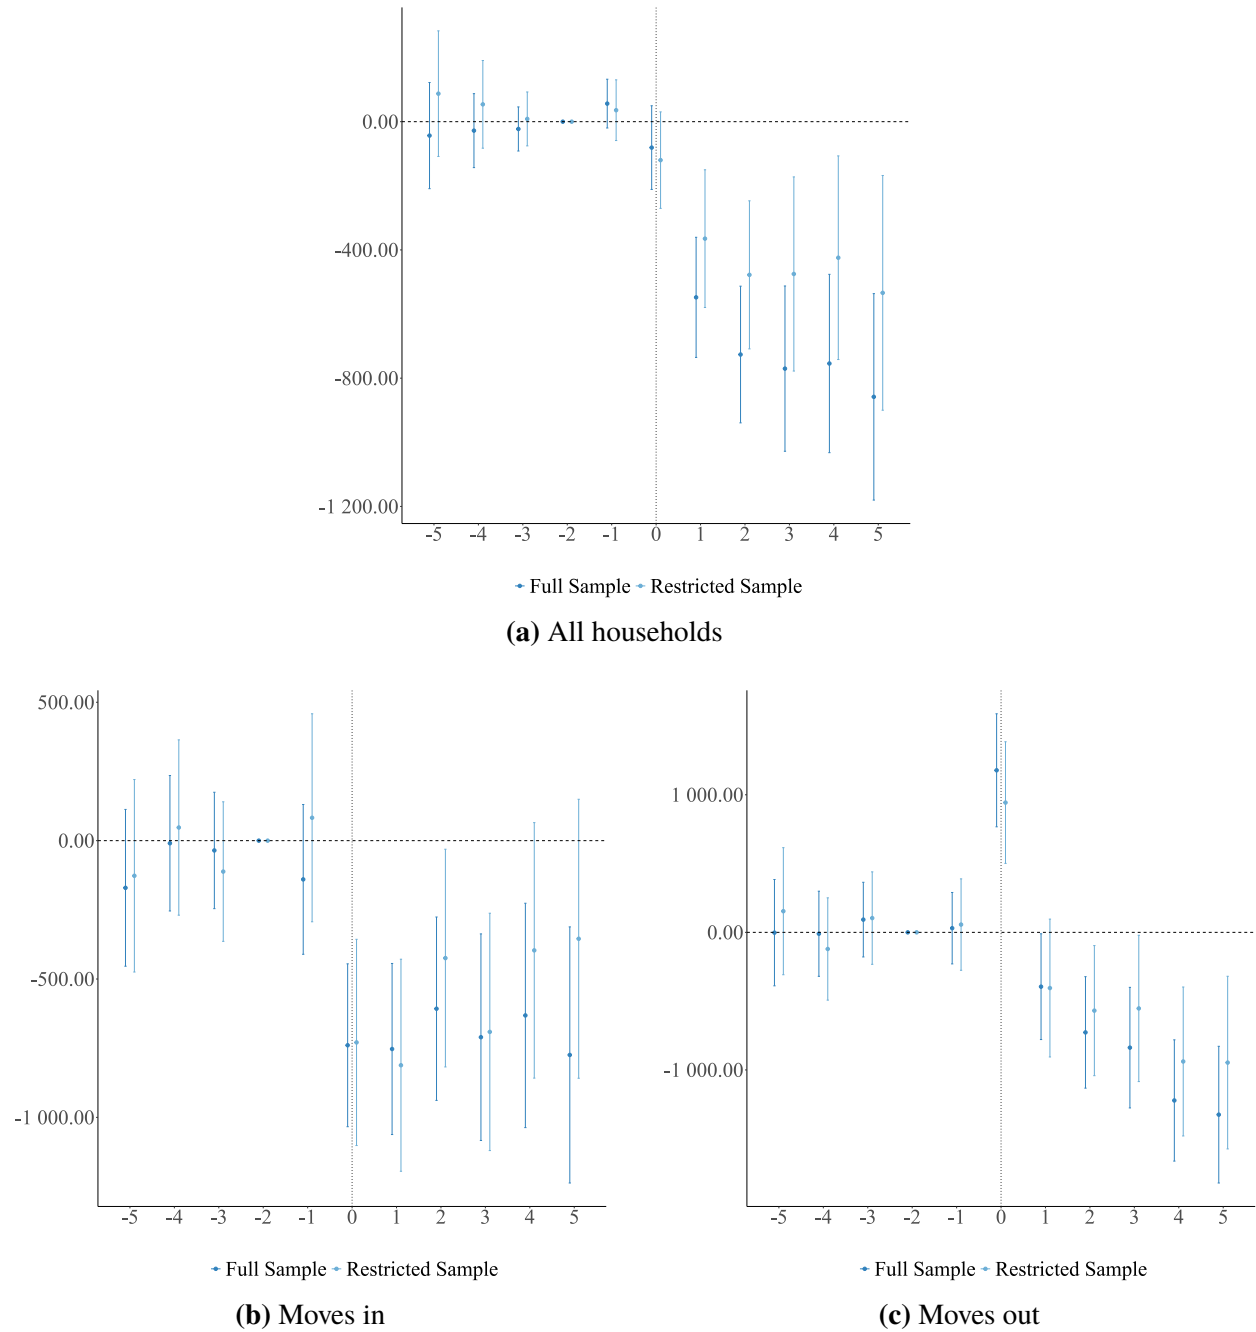 0.00
-400.00
-800.00
-1 200.00
-5 -4 -3 -2 -1 0 1 2 3 4 5
Full Sample Restricted Sample
(a) All households
500.00
0.00
-500.00
-1 000.00
-5 -4 -3 -2 -1 0 1 2 3 4 5
Full Sample Restricted Sample
(b) Moves in
1 000.00
0.00
-1 000.00
-5 -4 -3 -2 -1 0 1 2 3 4 5
Full Sample Restricted Sample
(c) Moves out